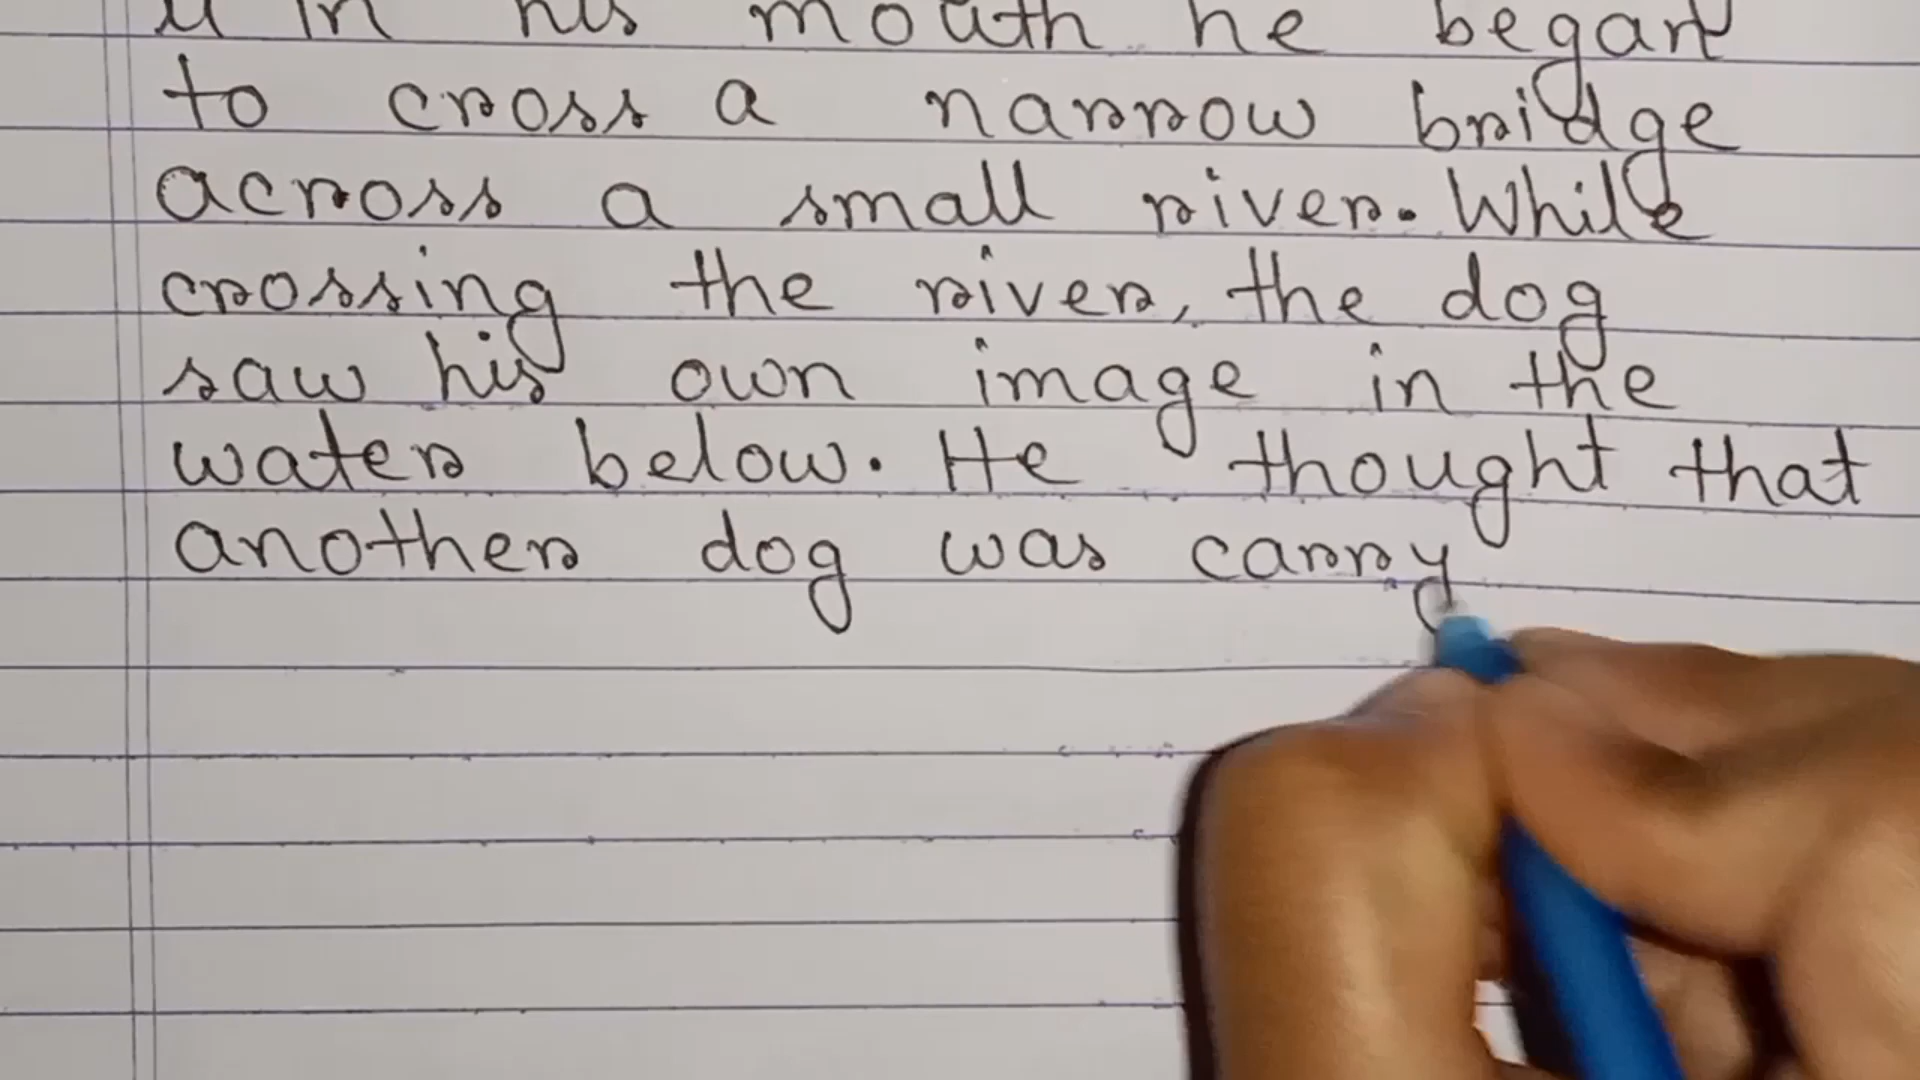 in his mouth he began
to cross a narrow bridge
across a small river. While
crossing the river, the dog
saw his own image in the
water below. He thought that
another dog was carry